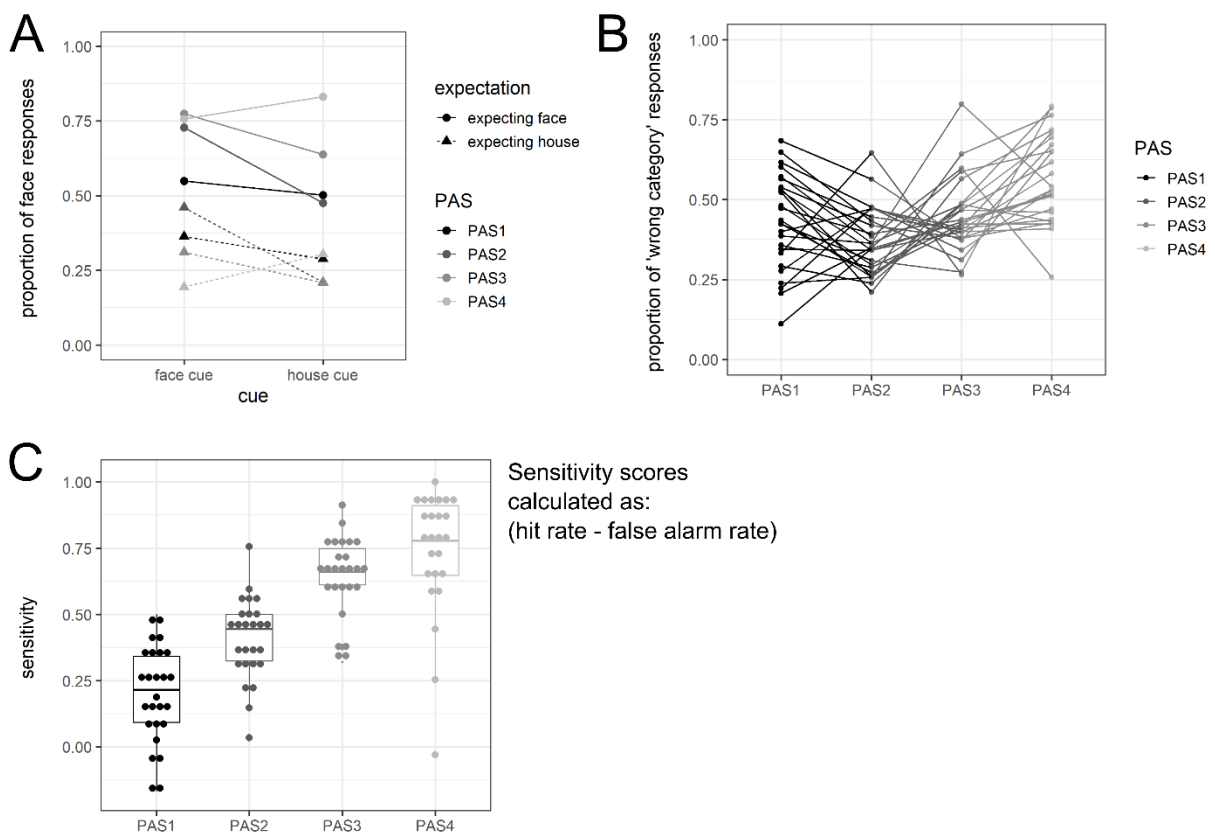 A
proportion of face responses
1.00
0.75
0.50
0.25
0.00
face cue
house cue
cue
expectation
expecting face
expecting house
PAS
PAS1
PAS2
PAS3
PAS4
B
proportion of 'wrong category' responses
1.00
0.75
0.50
0.25
0.00
PAS1
PAS2
PAS3
PAS4
PAS
PAS1
PAS2
PAS3
PAS4
C
sensitivity
1.00
0.75
0.50
0.25
0.00
PAS1
PAS2
PAS3
PAS4
Sensitivity scores
calculated as:
(hit rate - false alarm rate)